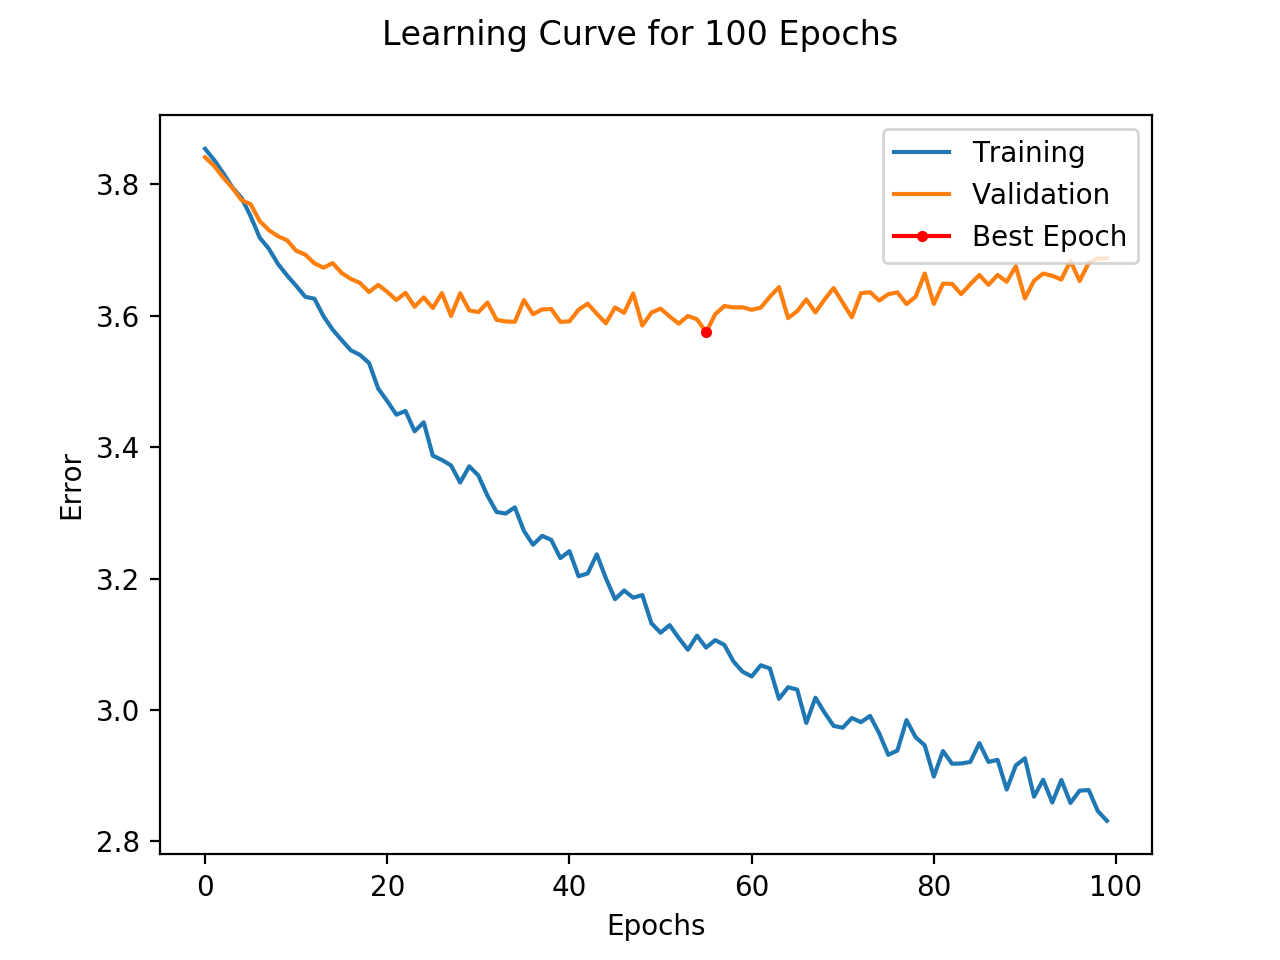 Learning Curve for 100 Epochs
Training
Validation
Best Epoch
3.8
3.6
3.4
3.2
3.0
2.8
Error
0 20 40 60 80 100
Epochs